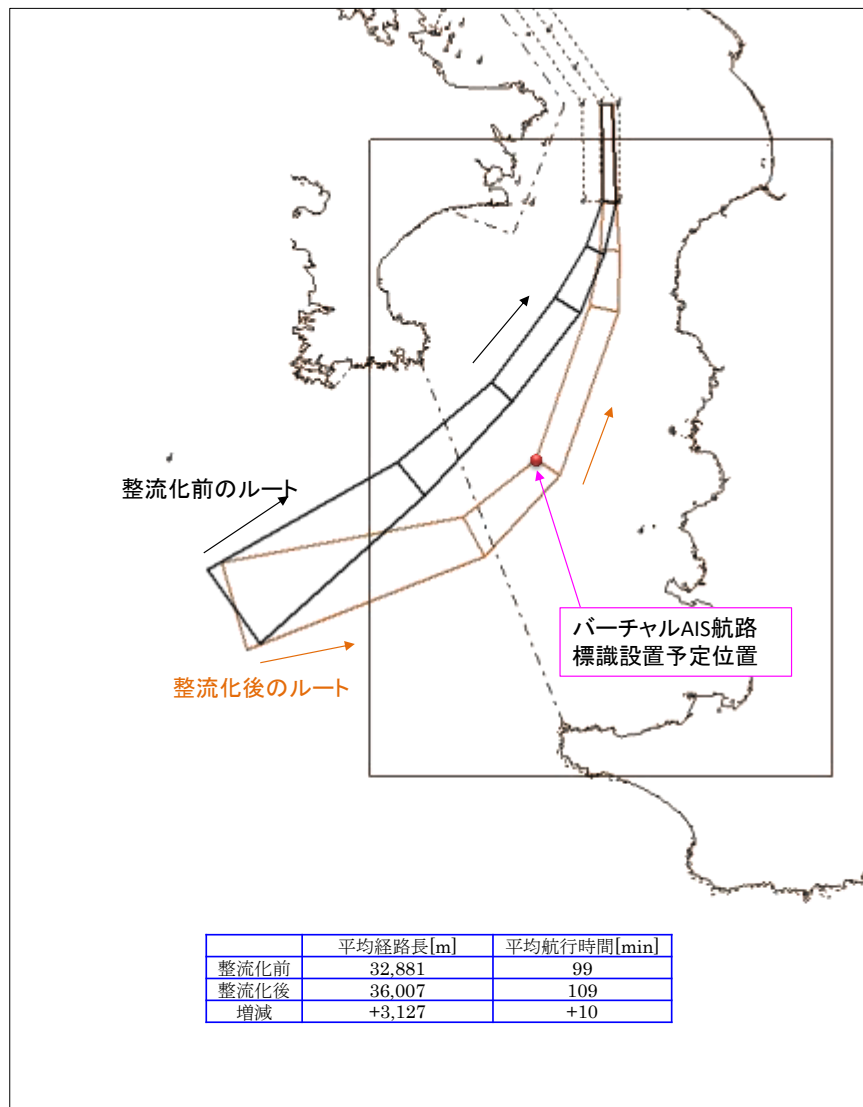 整流化前のルート
バーチャルAIS航路
標識設置予定位置
整流化後のルート
平均経路長[m] 平均航行時間[min]
整流化前 32,881 99
整流化後 36,007 109
増減 +3,127 +10